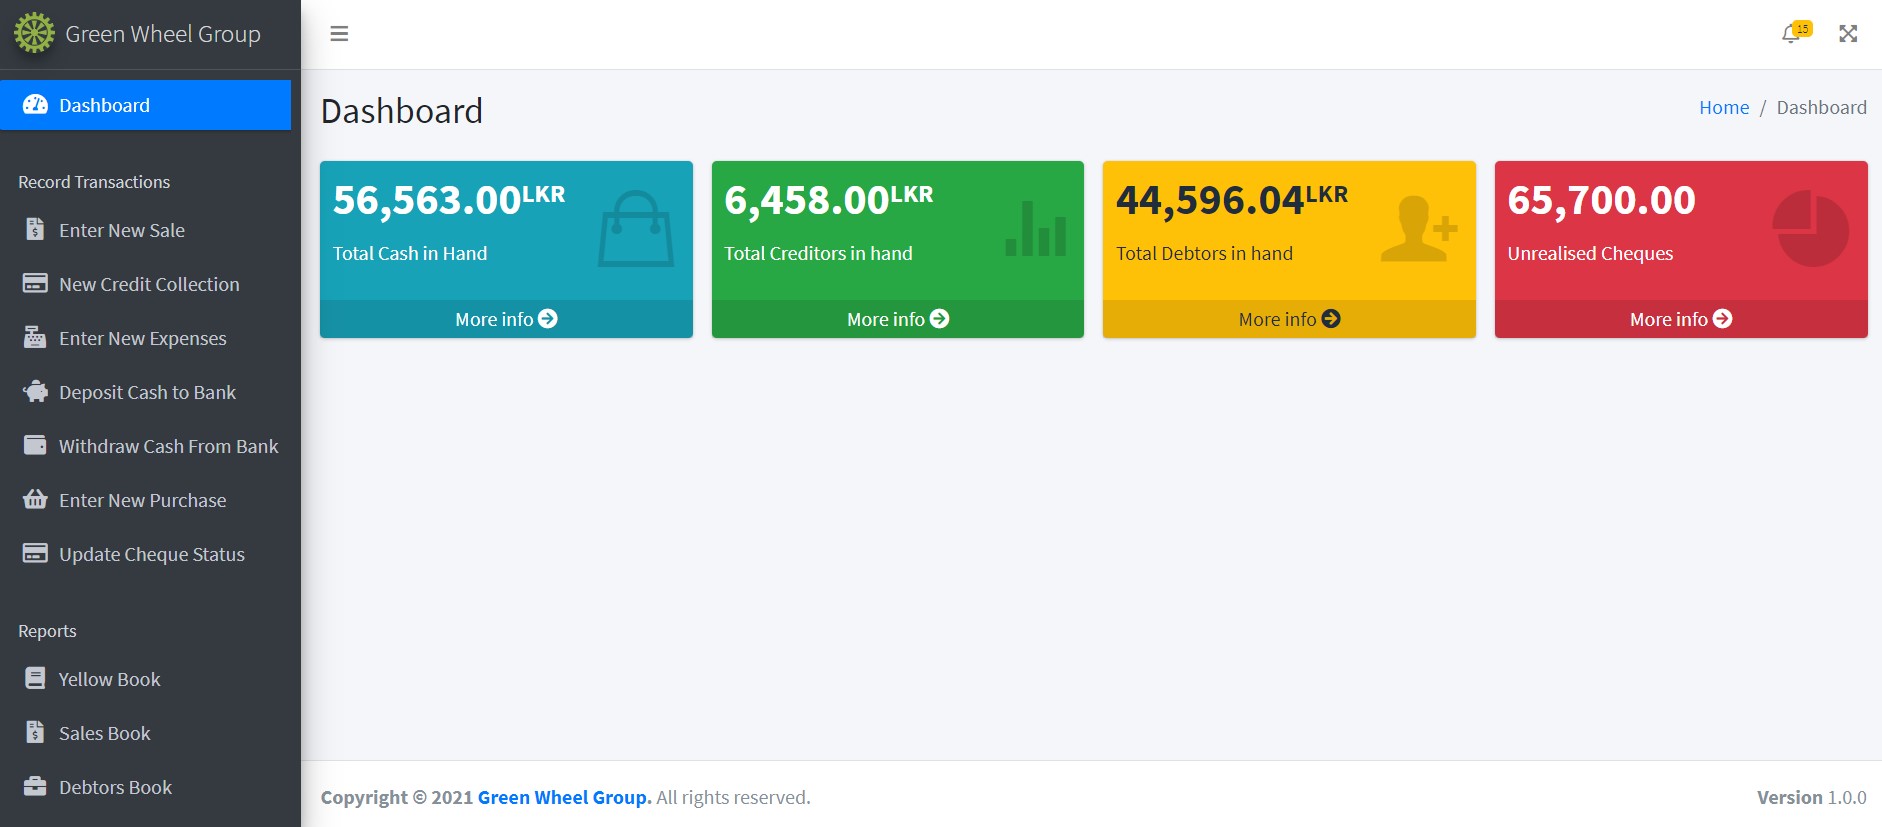 Green Wheel Group
15
Dashboard
Dashboard
Home / Dashboard
56,563.00LKR
Total Cash in Hand
More info
6,458.00LKR
Total Creditors in hand
More info
44,596.04LKR
Total Debtors in hand
More info
65,700.00
Unrealised Cheques
More info
Record Transactions
Enter New Sale
New Credit Collection
Enter New Expenses
Deposit Cash to Bank
Withdraw Cash From Bank
Enter New Purchase
Update Cheque Status
Reports
Yellow Book
Sales Book
Debtors Book
Copyright © 2021 Green Wheel Group. All rights reserved.
Version 1.0.0